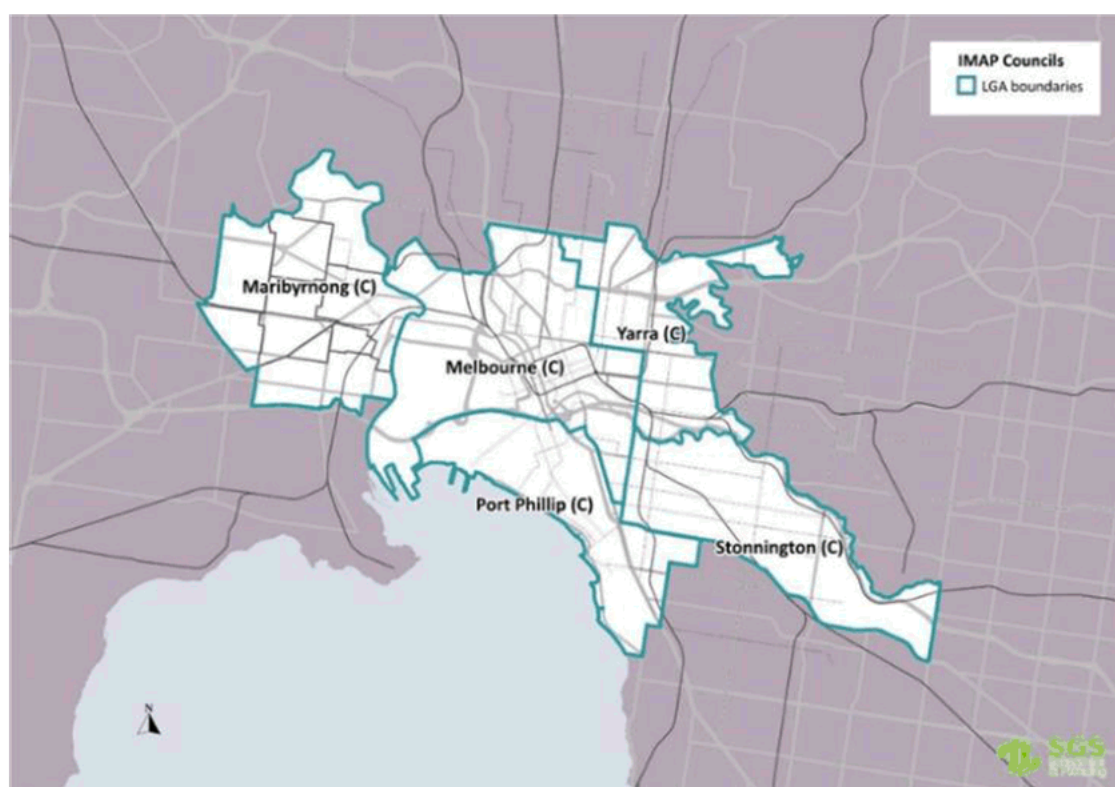 IMAP Councils
LGA boundaries
Maribyrnong (C)
Yarra (C)
Melbourne (C)
Port Phillip (C)
Stonnington (C)
N
SGS